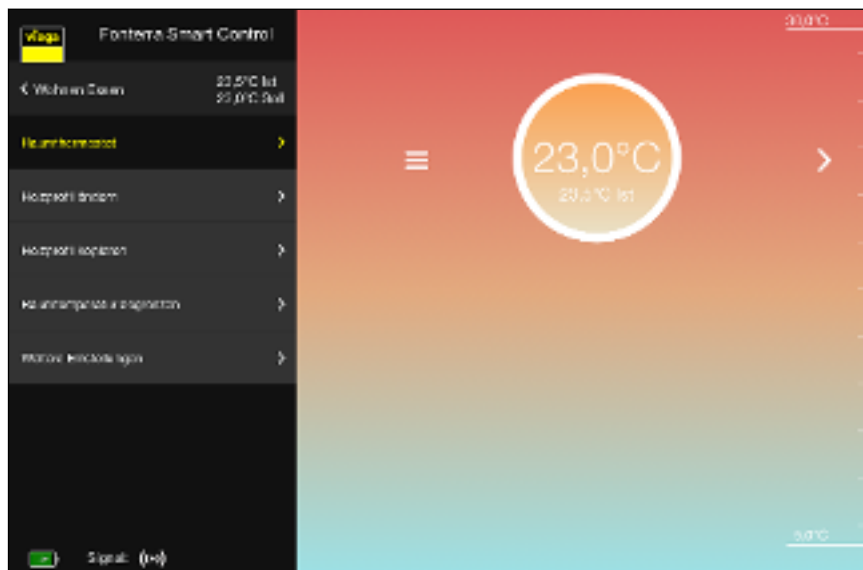 viega
Fonterra Smart Control
Wohnen Essen
23,5°C Ist
23,0°C Soll
Raumthermostat
Heizprofil ändern
Heizprofil kopieren
Raumtemperatur begrenzen
Weitere Einstellungen
Signal:
30,0°C
23,0°C
23,5°C Ist
5,0°C